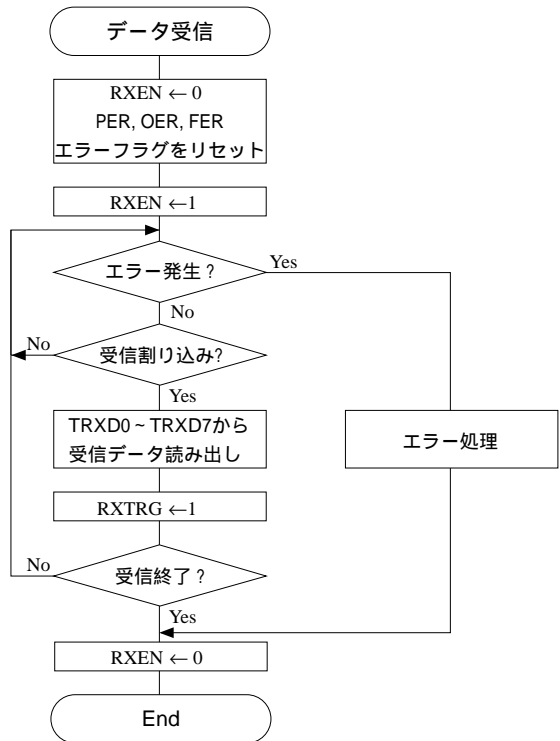 データ受信
RXEN ← 0
PER, OER, FER
エラーフラグをリセット
RXEN ←1
エラー発生 ?
Yes
No
受信割り込み?
No
Yes
TRXD0 ~ TRXD7から
受信データ読み出し
エラー処理
RXTRG ←1
受信終了 ?
No
Yes
RXEN ← 0
End